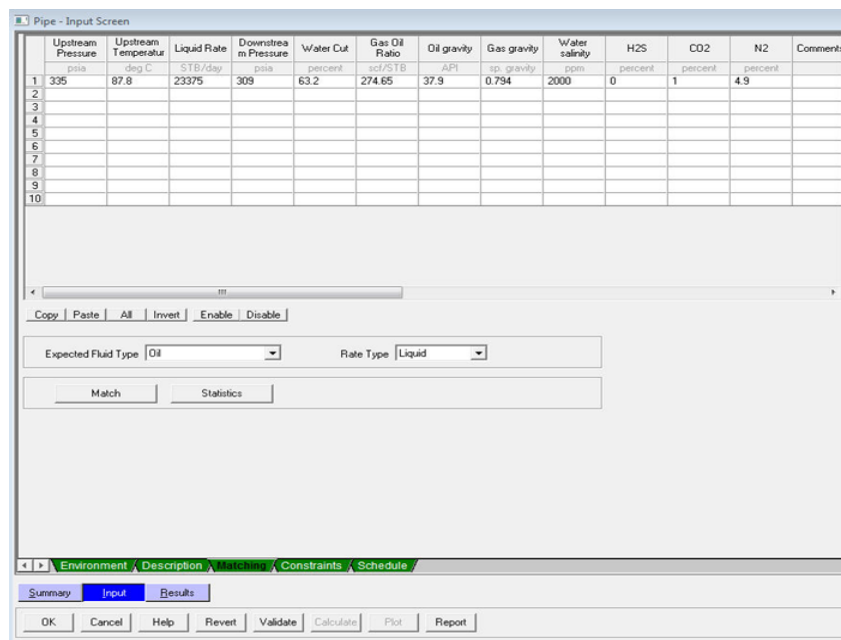 Pipe - Input Screen
Upstream Pressure Upstream Temperatur Liquid Rate Downstrea m Pressure Water Cut Gas Oil Ratio Oil gravity Gas gravity Water salinity H2S CO2 N2 Comments
psia deg C STB/day psia percent scf/STB API sp. gravity ppm percent percent percent
1 335 87.8 23375 309 63.2 274.65 37.9 0.794 2000 0 1 4.9
2
3
4
5
6
7
8
9
10
Copy Paste All Invert Enable Disable
Expected Fluid Type Oil Rate Type Liquid
Match Statistics
Environment Description Matching Constraints Schedule
Summary Input Results
OK Cancel Help Revert Validate Calculate Plot Report